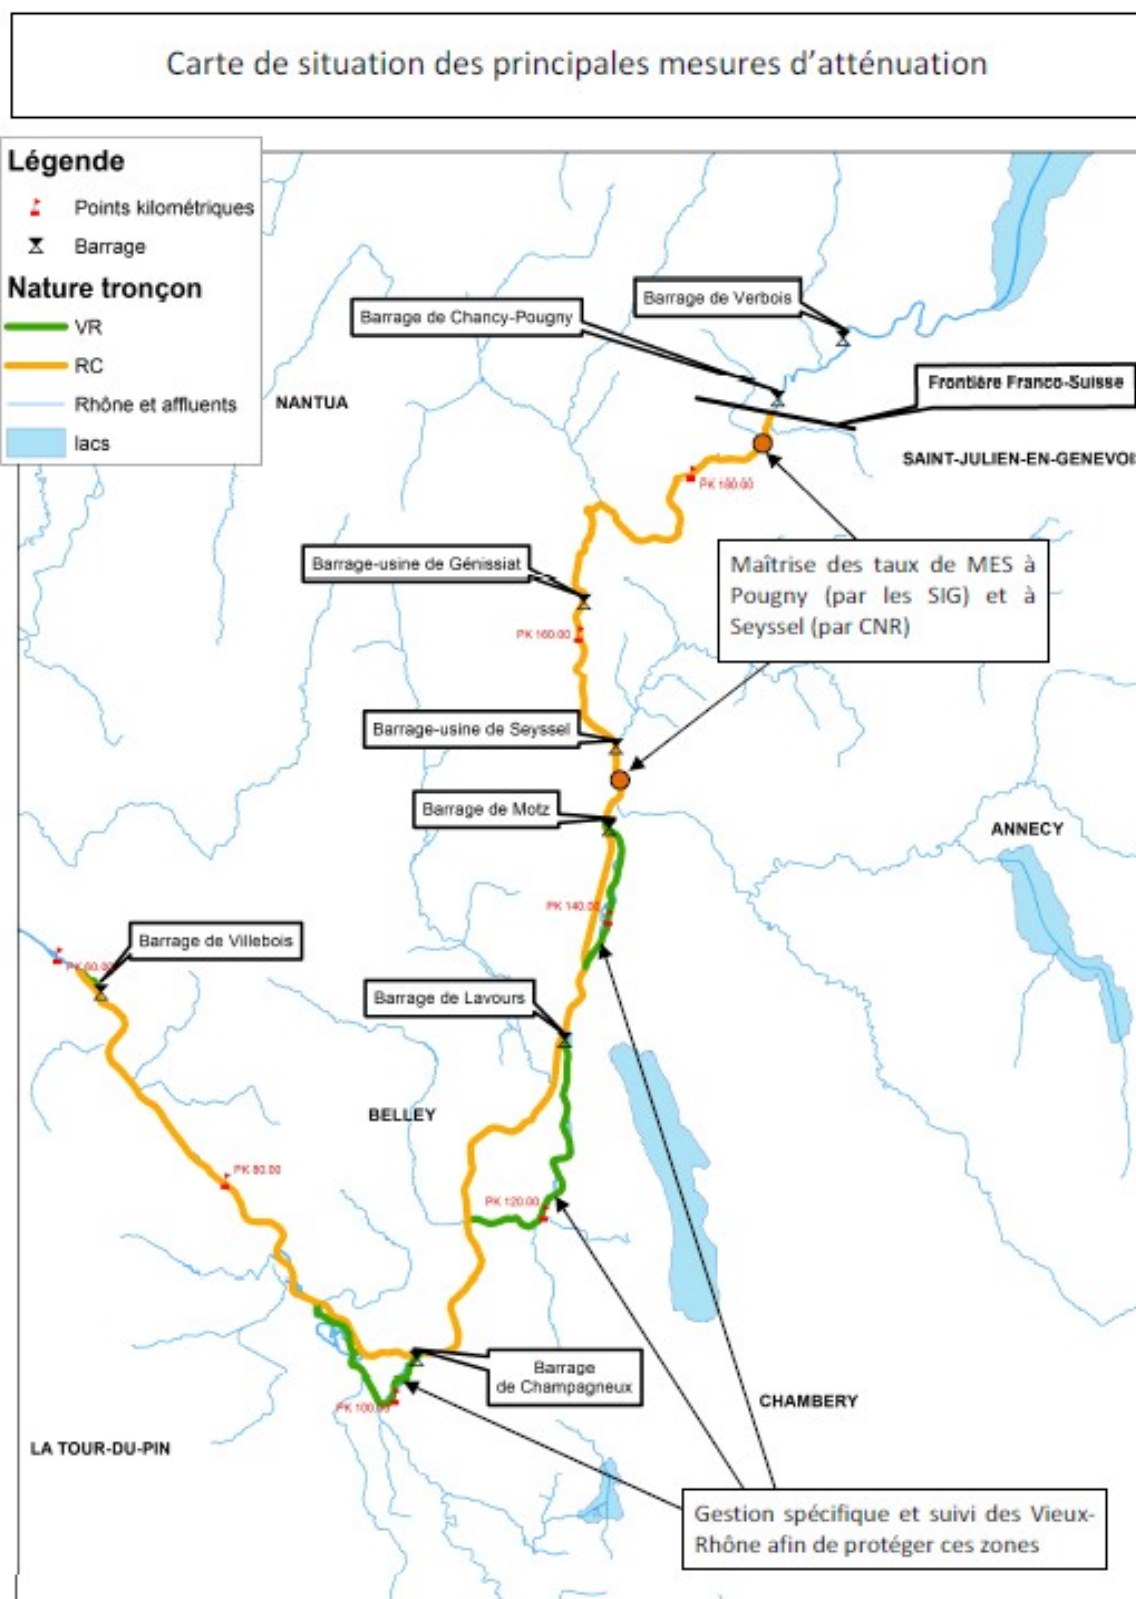 Carte de situation des principales mesures d'atténuation
Légende
Points kilométriques
Barrage
Nature tronçon
VR
RC
Rhône et affluents
lacs
Barrage de Verbois
Barrage de Chancy-Pougny
Frontière Franco-Suisse
NANTUA
SAINT-JULIEN-EN-GENEVOI
PK 180.00
Barrage-usine de Génissiat
Maîtrise des taux de MES à
Pougny (par les SIG) et à
Seyssel (par CNR)
PK 160.00
Barrage-usine de Seyssel
Barrage de Motz
ANNECY
PK 140.00
Barrage de Villebois
PK 60.00
Barrage de Lavours
BELLEY
PK 80.00
PK 120.00
Barrage
de Champagneux
PK 100.
CHAMBERY
LA TOUR-DU-PIN
Gestion spécifique et suivi des Vieux-
Rhône afin de protéger ces zones